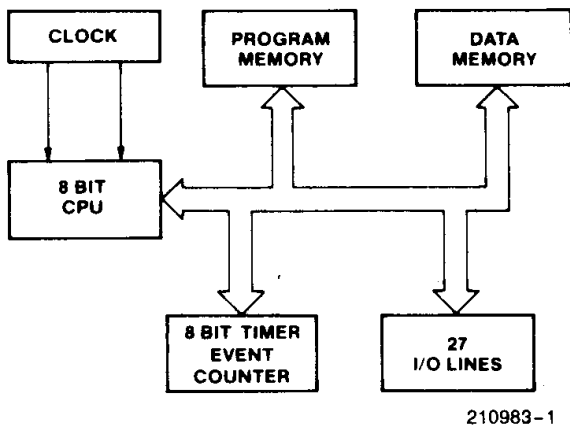 CLOCK
PROGRAM
MEMORY
DATA
MEMORY
8 BIT
CPU
8 BIT TIMER
EVENT
COUNTER
27
I/O LINES
210983-1